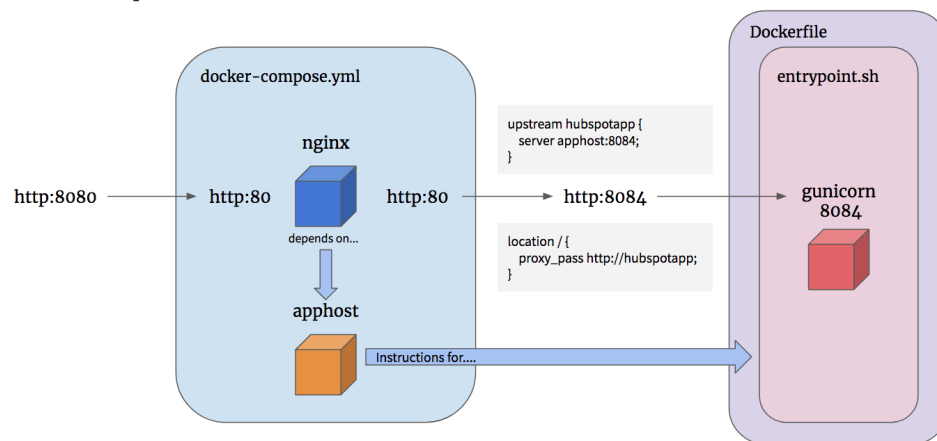 Dockerfile
docker-compose.yml
entrypoint.sh
upstream hubspotapp {
server apphost:8084;
}
nginx
http:8080
http:80
http:80
http:8084
gunicorn
8084
depends on...
location / {
proxy_pass http://hubspotapp;
}
apphost
Instructions for....